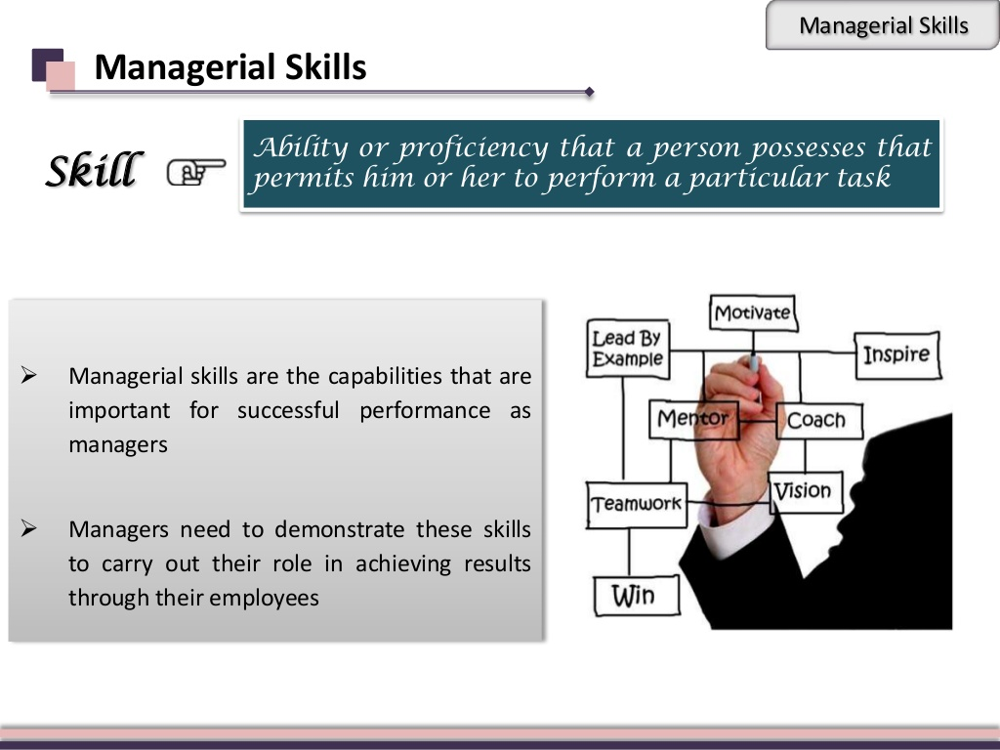 Managerial Skills
Managerial Skills
Skill
Ability or proficiency that a person possesses that
permits him or her to perform a particular task
Managerial skills are the capabilities that are
important for successful performance as
managers
Managers need to demonstrate these skills
to carry out their role in achieving results
through their employees
Motivate
Lead By
Example
Inspire
Mentor
Coach
Vision
Teamwork
Win